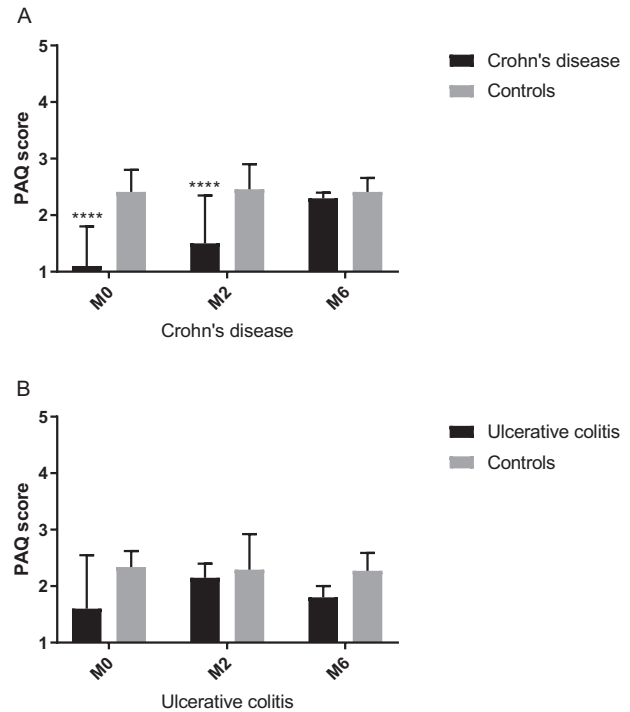 A
5
4
3
2
1
PAQ score
****
****
M0
M2
M6
Crohn's disease
Crohn's disease
Controls
B
5
4
3
2
1
PAQ score
M0
M2
M6
Ulcerative colitis
Ulcerative colitis
Controls